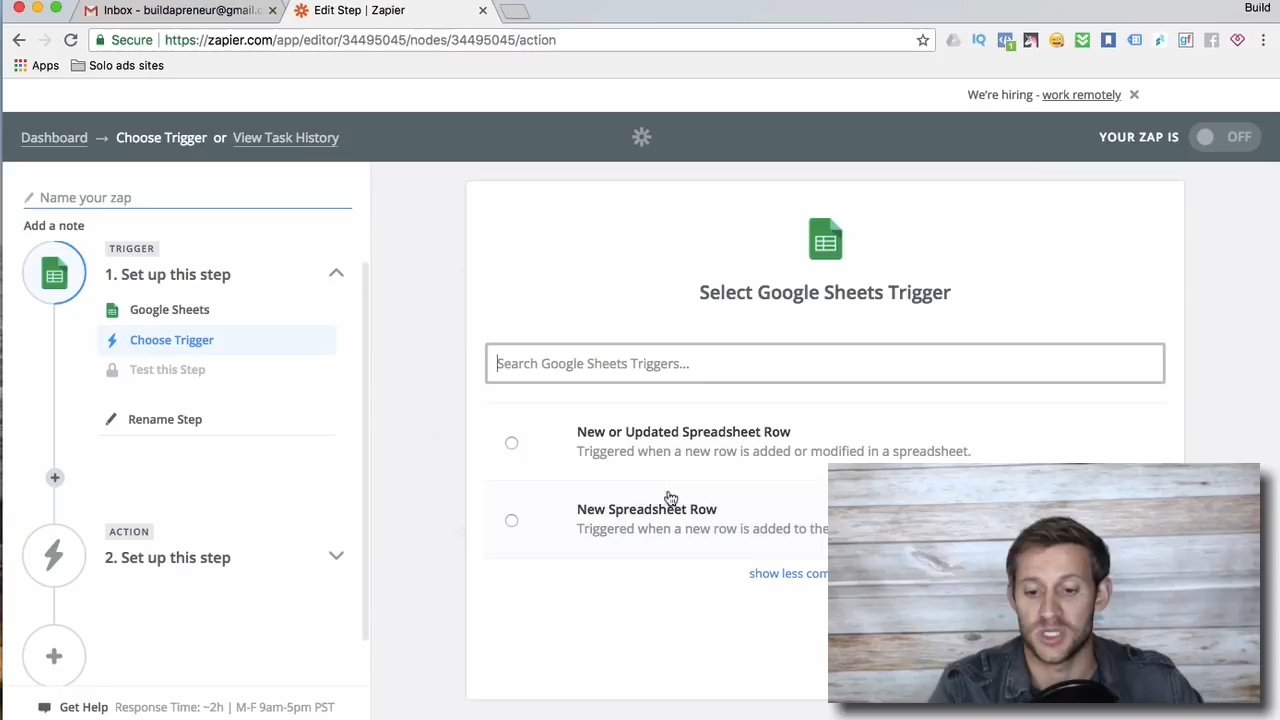 Inbox - buildapreneur@gmail.c
Edit Step | Zapier
Build
Secure
https://zapier.com/app/editor/34495045/nodes/34495045/action
Apps
Solo ads sites
We're hiring - work remotely
Dashboard → Choose Trigger or View Task History
YOUR ZAP IS OFF
Name your zap
Add a note
TRIGGER
1. Set up this step
Google Sheets
Choose Trigger
Test this Step
Rename Step
ACTION
2. Set up this step
Get Help Response Time: ~2h | M-F 9am-5pm PST
Select Google Sheets Trigger
Search Google Sheets Triggers...
New or Updated Spreadsheet Row
Triggered when a new row is added or modified in a spreadsheet.
New Spreadsheet Row
Triggered when a new row is added to the
show less com